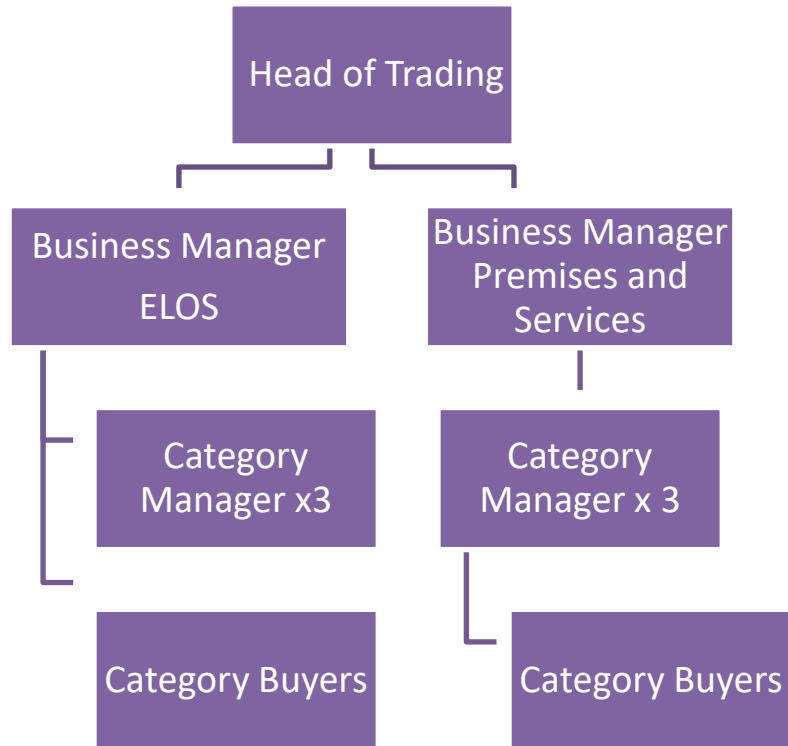 Head of Trading
Business Manager
ELOS
Business Manager
Premises and
Services
Category
Manager x3
Category
Manager x 3
Category Buyers
Category Buyers